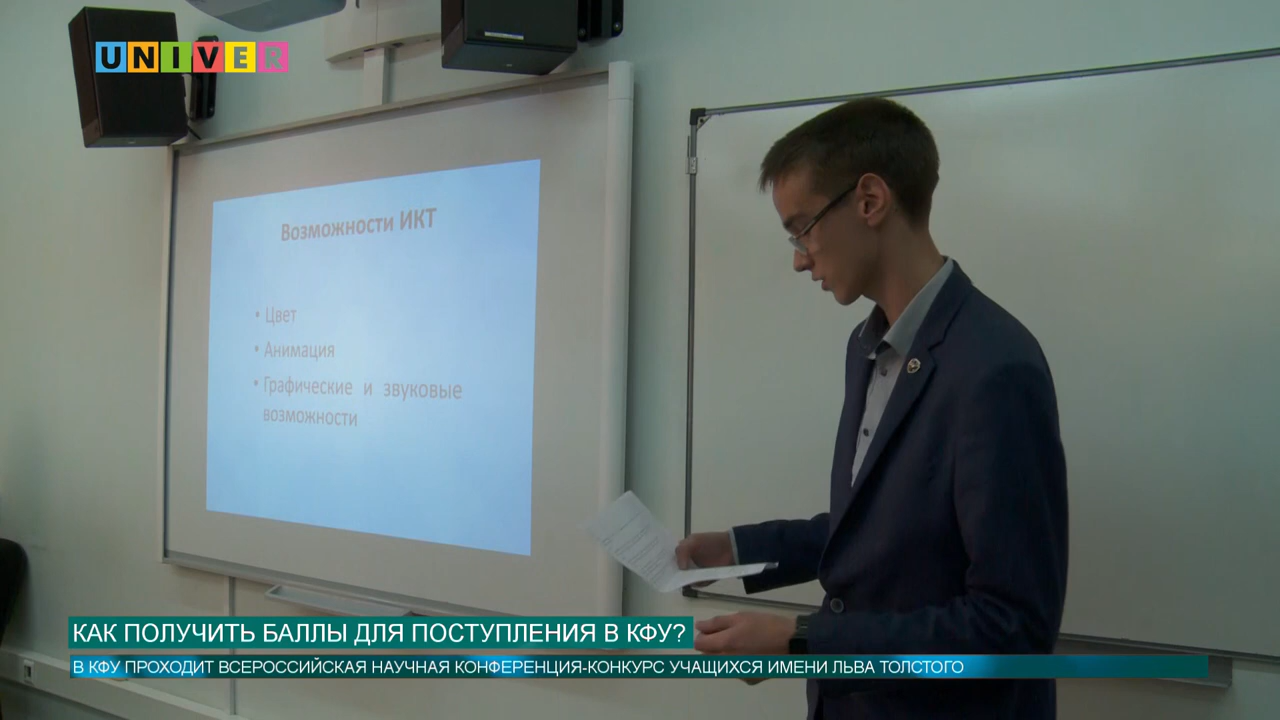 UNIVER
Возможности ИКТ
• Цвет
• Анимация
• Графические и звуковые
возможности
КАК ПОЛУЧИТЬ БАЛЛЫ ДЛЯ ПОСТУПЛЕНИЯ В КФУ?
В КФУ ПРОХОДИТ ВСЕРОССИЙСКАЯ НАУЧНАЯ КОНФЕРЕНЦИЯ-КОНКУРС УЧАЩИХСЯ ИМЕНИ ЛЬВА ТОЛСТОГО